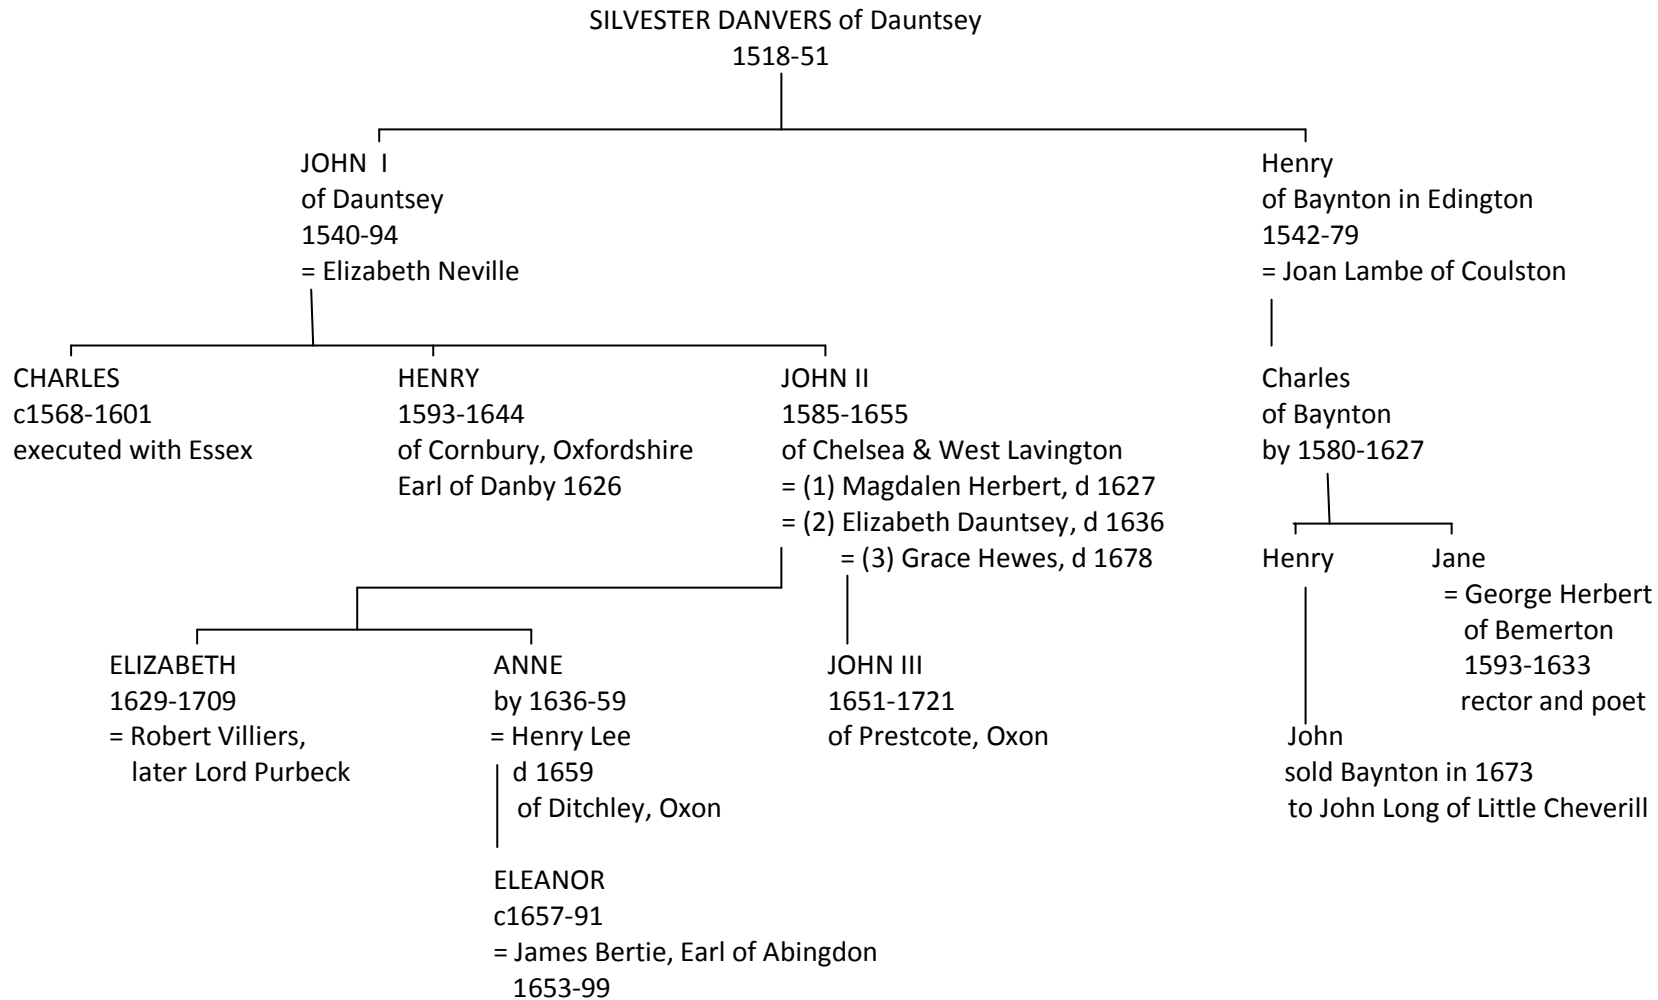 SILVESTER DANVERS of Dauntsey
1518-51
JOHN I
of Dauntsey
1540-94
= Elizabeth Neville
Henry
of Baynton in Edington
1542-79
= Joan Lambe of Coulston
CHARLES
c1568-1601
executed with Essex
HENRY
1593-1644
of Cornbury, Oxfordshire
Earl of Danby 1626
JOHN II
1585-1655
of Chelsea & West Lavington
= (1) Magdalen Herbert, d 1627
= (2) Elizabeth Dauntsey, d 1636
= (3) Grace Hewes, d 1678
Charles
of Baynton
by 1580-1627
Henry
Jane
= George Herbert
of Bemerton
1593-1633
rector and poet
ELIZABETH
1629-1709
= Robert Villiers,
later Lord Purbeck
ANNE
by 1636-59
= Henry Lee
d 1659
of Ditchley, Oxon
JOHN III
1651-1721
of Prestcote, Oxon
John
sold Baynton in 1673
to John Long of Little Cheverill
ELEANOR
c1657-91
= James Bertie, Earl of Abingdon
1653-99